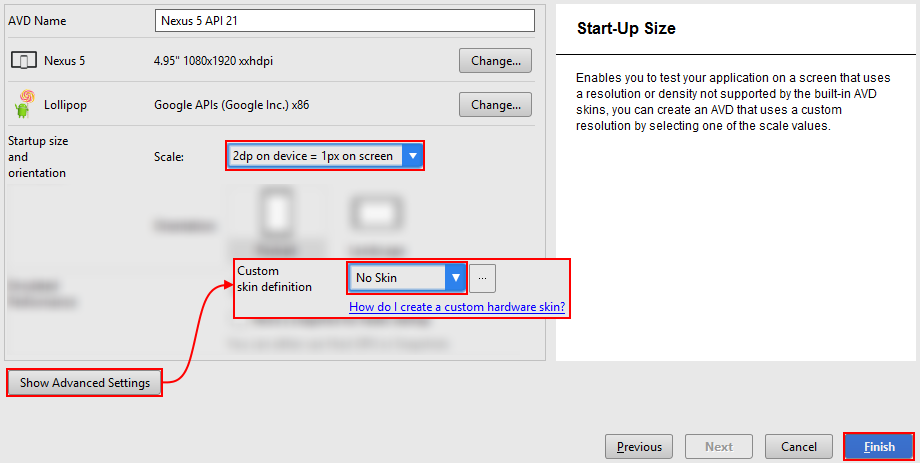 AVD Name
Nexus 5 API 21
Nexus 5
4.95" 1080x1920 xxhdpi
Change...
Lollipop
Google APIs (Google Inc.) x86
Change...
Startup size
and
orientation
Scale:
2dp on device = 1px on screen
Custom
skin definition
No Skin
...
How do I create a custom hardware skin?
Show Advanced Settings
Start-Up Size
Enables you to test your application on a screen that uses
a resolution or density not supported by the built-in AVD
skins, you can create an AVD that uses a custom
resolution by selecting one of the scale values.
Previous
Next
Cancel
Finish